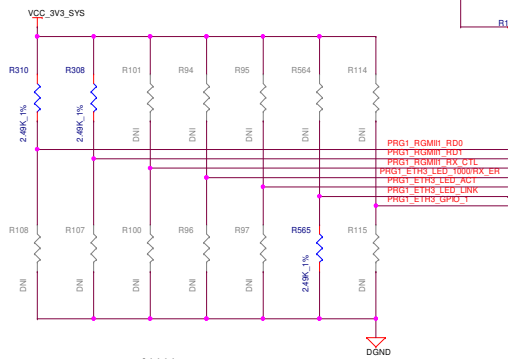 VCC_3V3_SYS
R310
R308
R101
R94
R95
R564
R114
2.49K_1%
2.49K_1%
DNI
DNI
DNI
DNI
DNI
PRG1_RGMII1_RD0
PRG1_RGMII1_RD1
PRG1_RGMII1_RX_CTL
PRG1_ETH3_LED_1000/RX_ER
PRG1_ETH3_LED_ACT
PRG1_ETH3_LED_LINK
PRG1_ETH3_GPIO_1
R108
R107
R100
R96
R97
R565
R115
DNI
DNI
DNI
DNI
DNI
2.49K_1%
DNI
DGND